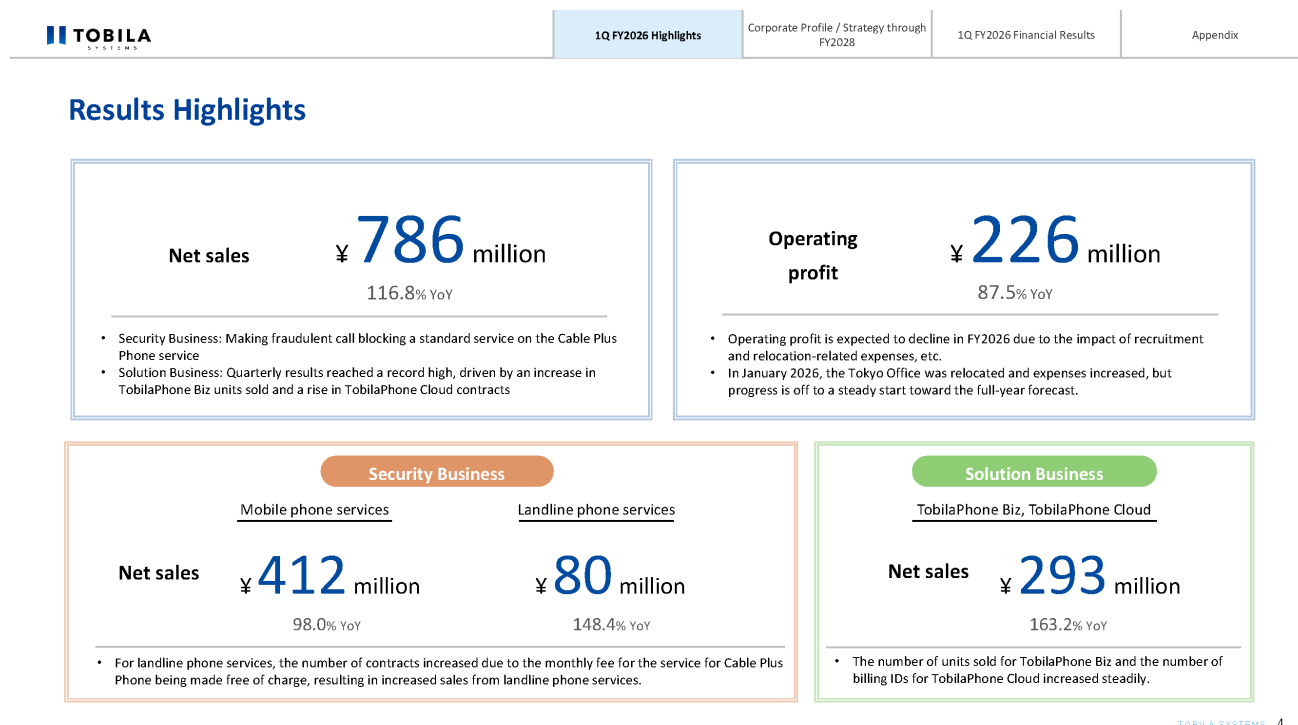 TOBILA
SYSTEMS
1Q FY2026 Highlights
Corporate Profile / Strategy through
FY2028
1Q FY2026 Financial Results
Appendix
Results Highlights
Net sales
¥ 786 million
116.8% YoY
• Security Business: Making fraudulent call blocking a standard service on the Cable Plus
Phone service
• Solution Business: Quarterly results reached a record high, driven by an increase in
TobilaPhone Biz units sold and a rise in TobilaPhone Cloud contracts
Operating
profit
¥ 226 million
87.5% YoY
• Operating profit is expected to decline in FY2026 due to the impact of recruitment
and relocation-related expenses, etc.
• In January 2026, the Tokyo Office was relocated and expenses increased, but
progress is off to a steady start toward the full-year forecast.
Security Business
Mobile phone services
Landline phone services
Net sales
¥ 412 million
¥ 80 million
98.0% YoY
148.4% YoY
• For landline phone services, the number of contracts increased due to the monthly fee for the service for Cable Plus
Phone being made free of charge, resulting in increased sales from landline phone services.
Solution Business
TobilaPhone Biz, TobilaPhone Cloud
Net sales
¥ 293 million
163.2% YoY
• The number of units sold for TobilaPhone Biz and the number of
billing IDs for TobilaPhone Cloud increased steadily.
TOBILA SYSTEMS 4